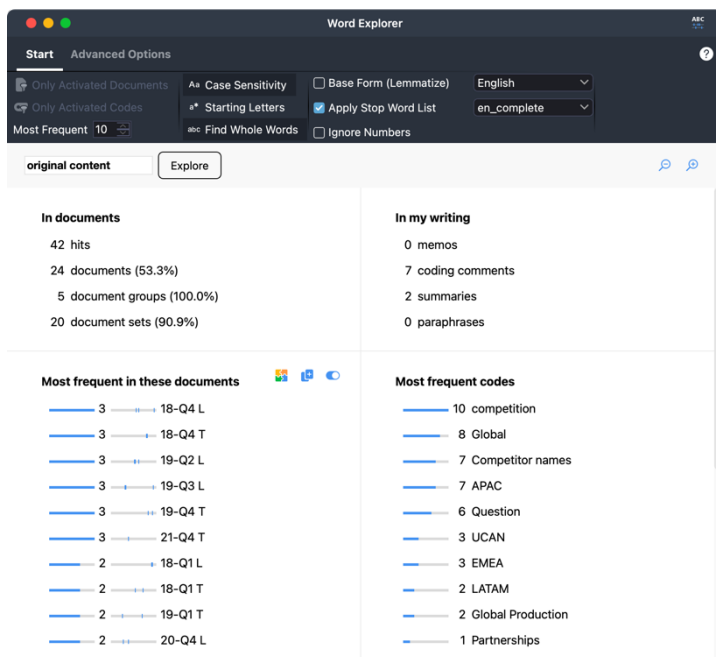 Word Explorer
ABC
Start Advanced Options
?
Only Activated Documents
Only Activated Codes
Most Frequent 10
Aa Case Sensitivity
a* Starting Letters
abc Find Whole Words
Base Form (Lemmatize) English
Apply Stop Word List en_complete
Ignore Numbers
original content Explore
In documents
42 hits
24 documents (53.3%)
5 document groups (100.0%)
20 document sets (90.9%)
In my writing
0 memos
7 coding comments
2 summaries
0 paraphrases
Most frequent in these documents
3 18-Q4 L
3 18-Q4 T
3 19-Q2 L
3 19-Q3 L
3 19-Q4 T
3 21-Q4 T
2 18-Q1 L
2 18-Q1 T
2 19-Q1 T
2 20-Q4 L
Most frequent codes
10 competition
8 Global
7 Competitor names
7 APAC
6 Question
3 UCAN
3 EMEA
2 LATAM
2 Global Production
1 Partnerships